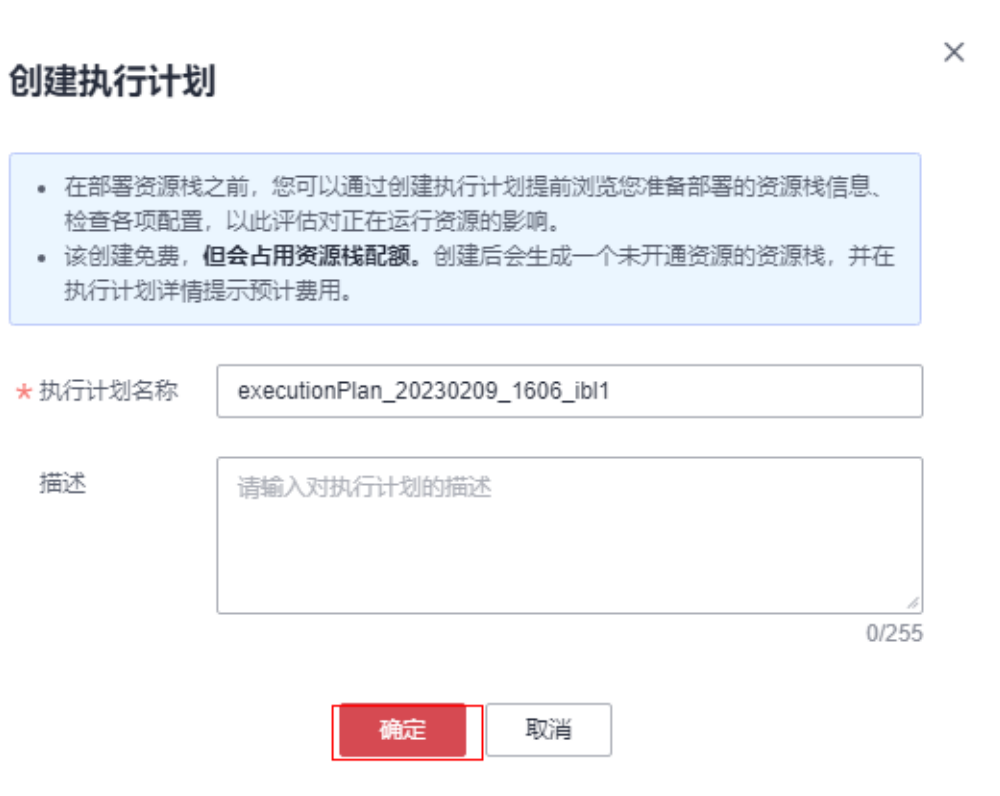 创建执行计划
在部署资源栈之前，您可以通过创建执行计划提前浏览您准备部署的资源栈信息、
检查各项配置，以此评估对正在运行资源的影响。
该创建免费，但会占用资源栈配额。创建后会生成一个未开通资源的资源栈，并在
执行计划详情提示预计费用。
* 执行计划名称 executionPlan_20230209_1606_ibl1
描述 请输入对执行计划的描述
0/255
确定 取消